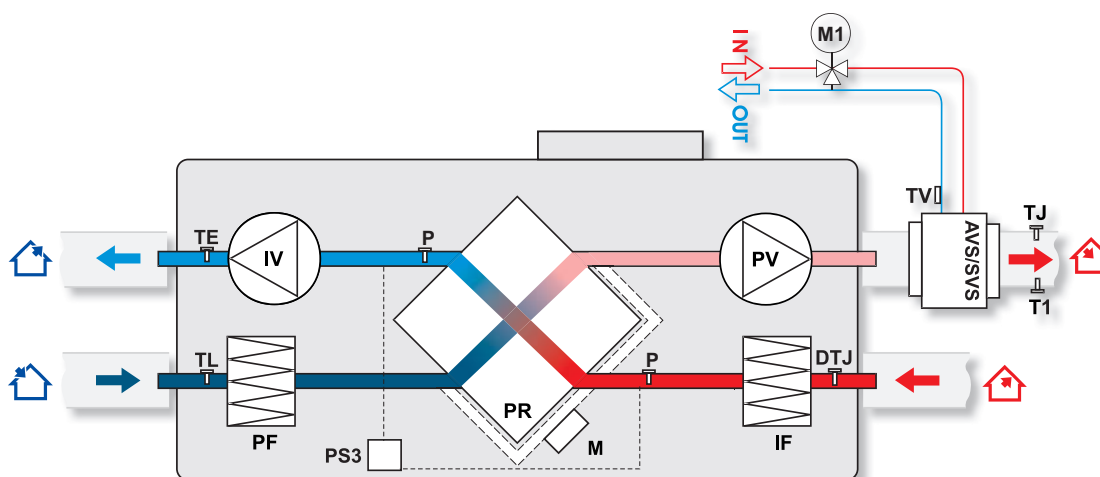 M1
IN
OUT
TV
TJ
AVS/SVS
T1
TE
IV
P
PV
TL
PF
PR
P
DTJ
IF
PS3
M